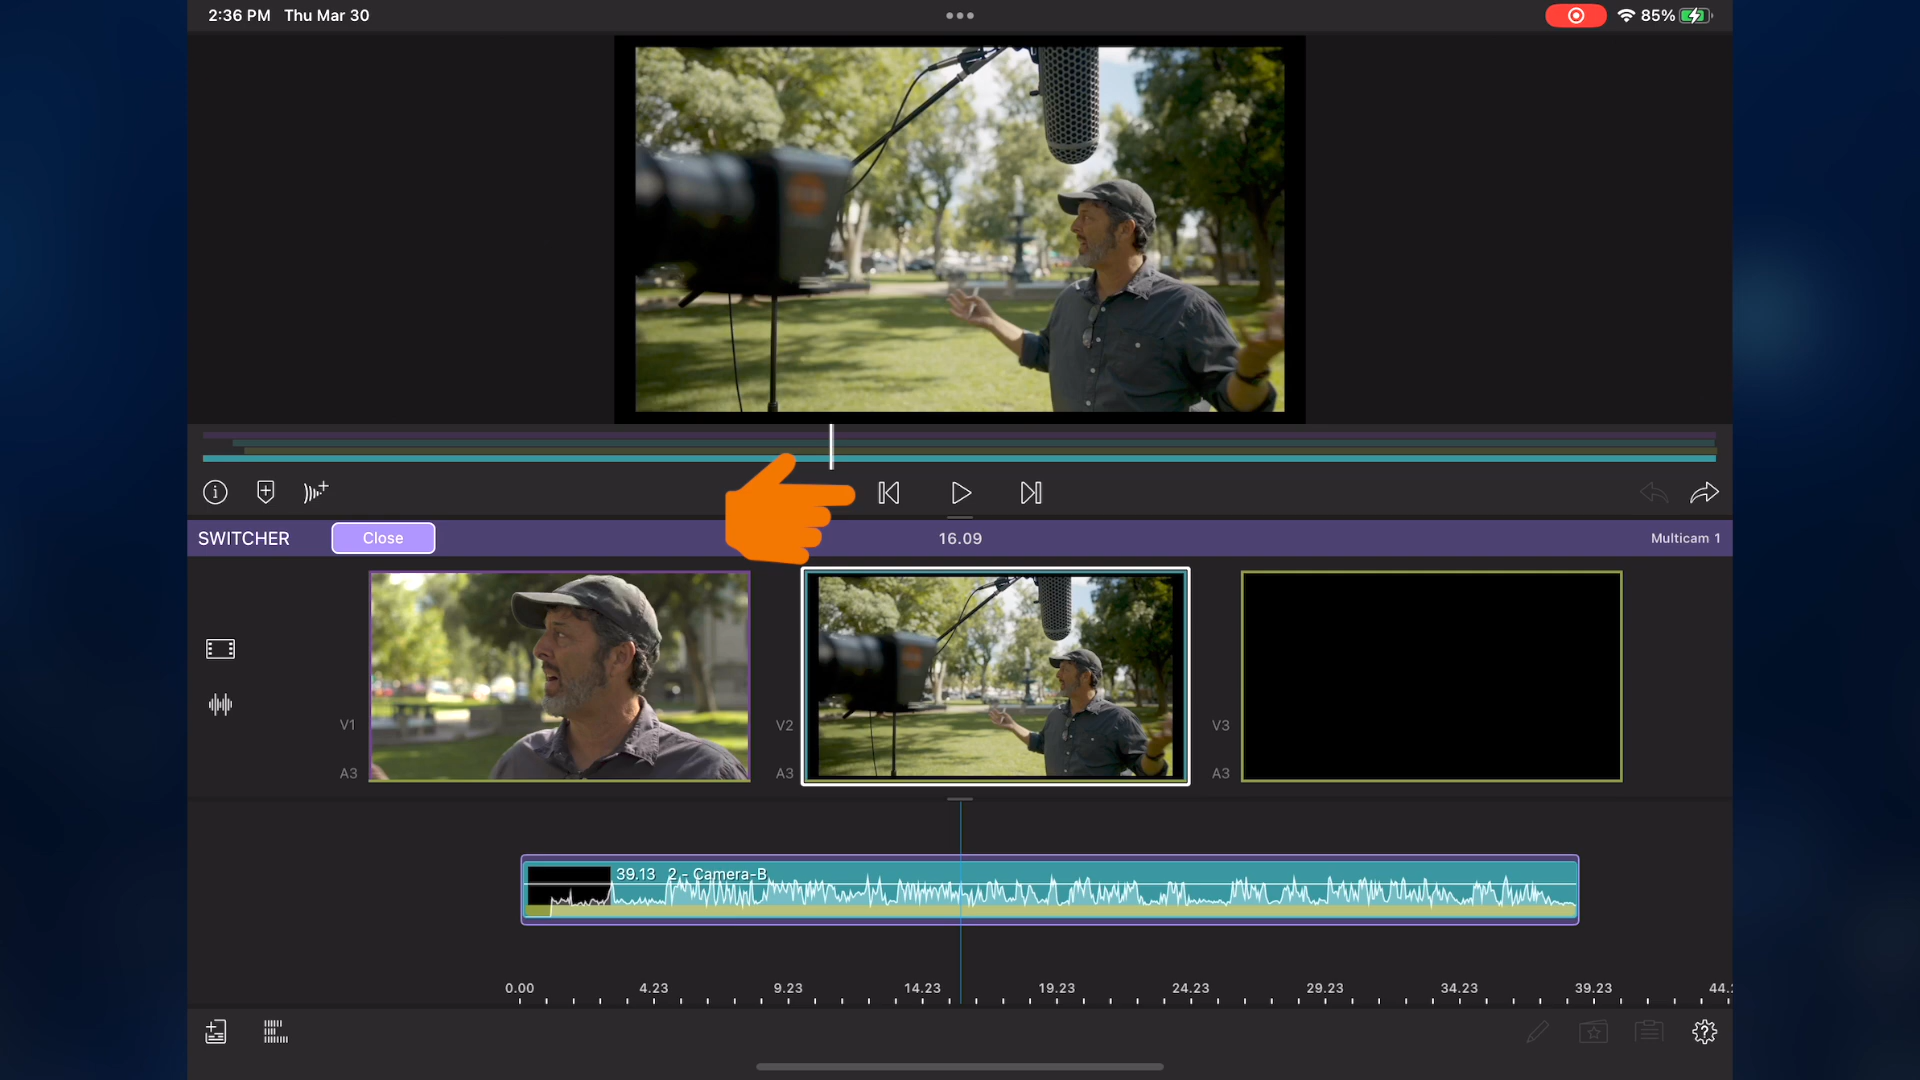 2:36 PM Thu Mar 30
85%
SWITCHER
Close
16.09
Multicam 1
V1
A3
V2
A3
V3
A3
39.13 2 - Camera-B
0.00 4.23 9.23 14.23 19.23 24.23 29.23 34.23 39.23 44.